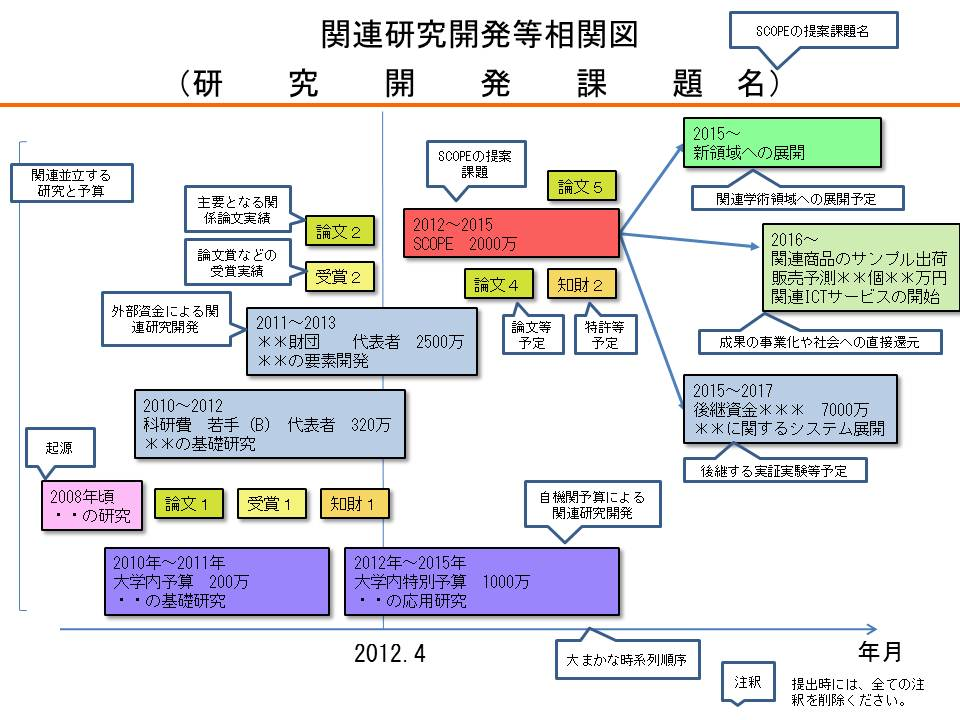 関連研究開発等相関図
SCOPEの提案課題名
（研　究　開　発　課　題　名）
関連並立する
研究と予算
主要となる関
係論文実績
論文２
論文賞などの
受賞実績
受賞２
外部資金による関
連研究開発
2011～2013
＊＊財団　　代表者　2500万
＊＊の要素開発
2010～2012
科研費　若手（B）　代表者　320万
＊＊の基礎研究
起源
2008年頃
・・の研究
論文１
受賞１
知財１
2010年～2011年
大学内予算　200万
・・の基礎研究
2012年～2015年
大学内特別予算　1000万
・・の応用研究
自機関予算による
関連研究開発
SCOPEの提案
課題
論文５
2012～2015
SCOPE　2000万
論文４
知財２
論文等
予定
特許等
予定
2015～
新領域への展開
関連学術領域への展開予定
2016～
関連商品のサンプル出荷
販売予測＊＊個＊＊万円
関連ICTサービスの開始
成果の事業化や社会への直接還元
2015～2017
後継資金＊＊＊　7000万
＊＊に関するシステム展開
後継する実証実験等予定
2012.4
大まかな時系列順序
年月
注釈
提出時には、全ての注
釈を削除ください。